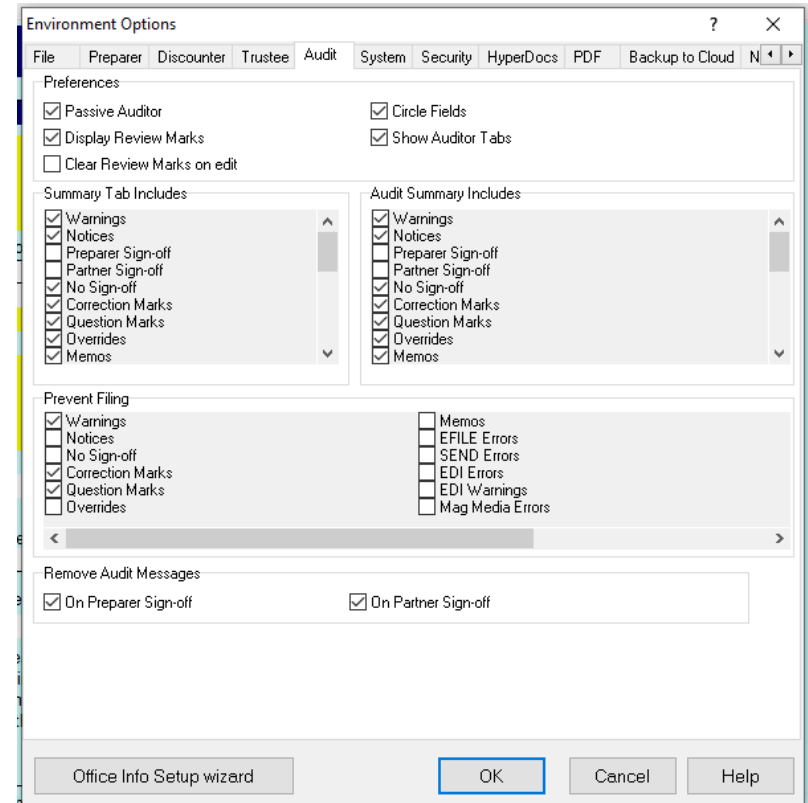 Environment Options ?
File Preparer Discounter Trustee Audit System Security HyperDocs PDF Backup to Cloud N
Preferences
Passive Auditor Circle Fields
Display Review Marks Show Auditor Tabs
Clear Review Marks on edit
Summary Tab Includes
Warnings
Notices
Preparer Sign-off
Partner Sign-off
No Sign-off
Correction Marks
Question Marks
Overrides
Memos
Audit Summary Includes
Warnings
Notices
Preparer Sign-off
Partner Sign-off
No Sign-off
Correction Marks
Question Marks
Overrides
Memos
Prevent Filing
Warnings
Notices
No Sign-off
Correction Marks
Question Marks
Overrides
Memos
EFILE Errors
SEND Errors
EDI Errors
EDI Warnings
Mag Media Errors
Remove Audit Messages
On Preparer Sign-off On Partner Sign-off
Office Info Setup wizard OK Cancel Help